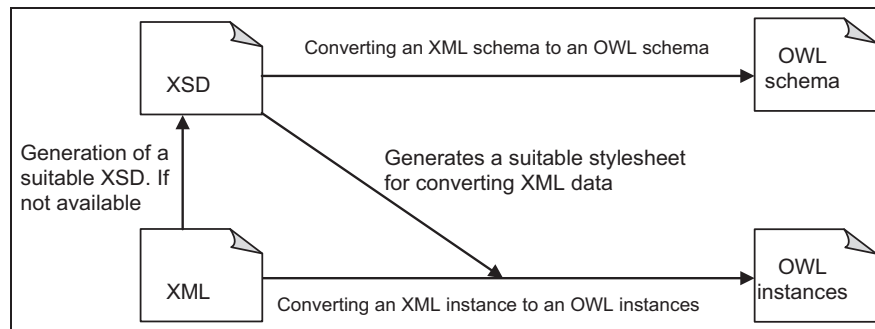 Converting an XML schema to an OWL schema
XSD
OWL
schema
Generation of a
suitable XSD. If
not available
Generates a suitable stylesheet
for converting XML data
XML
OWL
instances
Converting an XML instance to an OWL instances